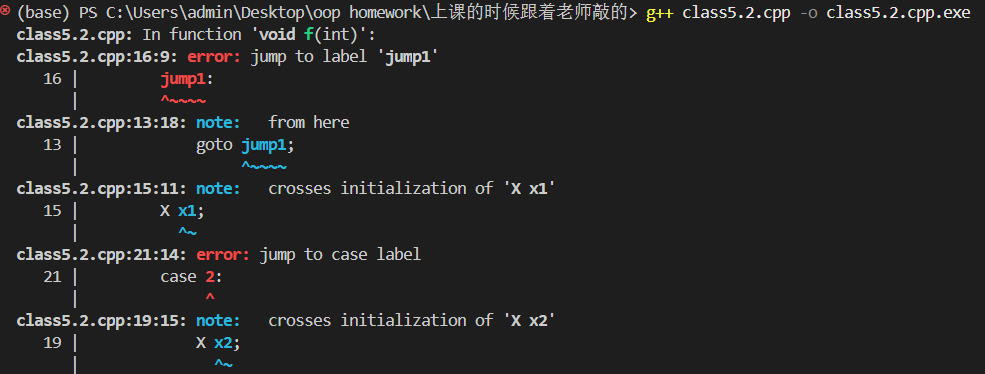 (base) PS C:\Users\admin\Desktop\oop homework\上课的时候跟着老师敲的> g++ class5.2.cpp -o class5.2.cpp.exe
class5.2.cpp: In function 'void f(int)':
class5.2.cpp:16:9: error: jump to label 'jump1'
   16 |         jump1:
      |         ^~~~~
class5.2.cpp:13:18: note:   from here
   13 |             goto jump1;
      |                  ^~~~~
class5.2.cpp:15:11: note:   crosses initialization of 'X x1'
   15 |         X x1;
      |           ^~
class5.2.cpp:21:14: error: jump to case label
   21 |         case 2:
      |              ^
class5.2.cpp:19:15: note:   crosses initialization of 'X x2'
   19 |             X x2;
      |               ^~